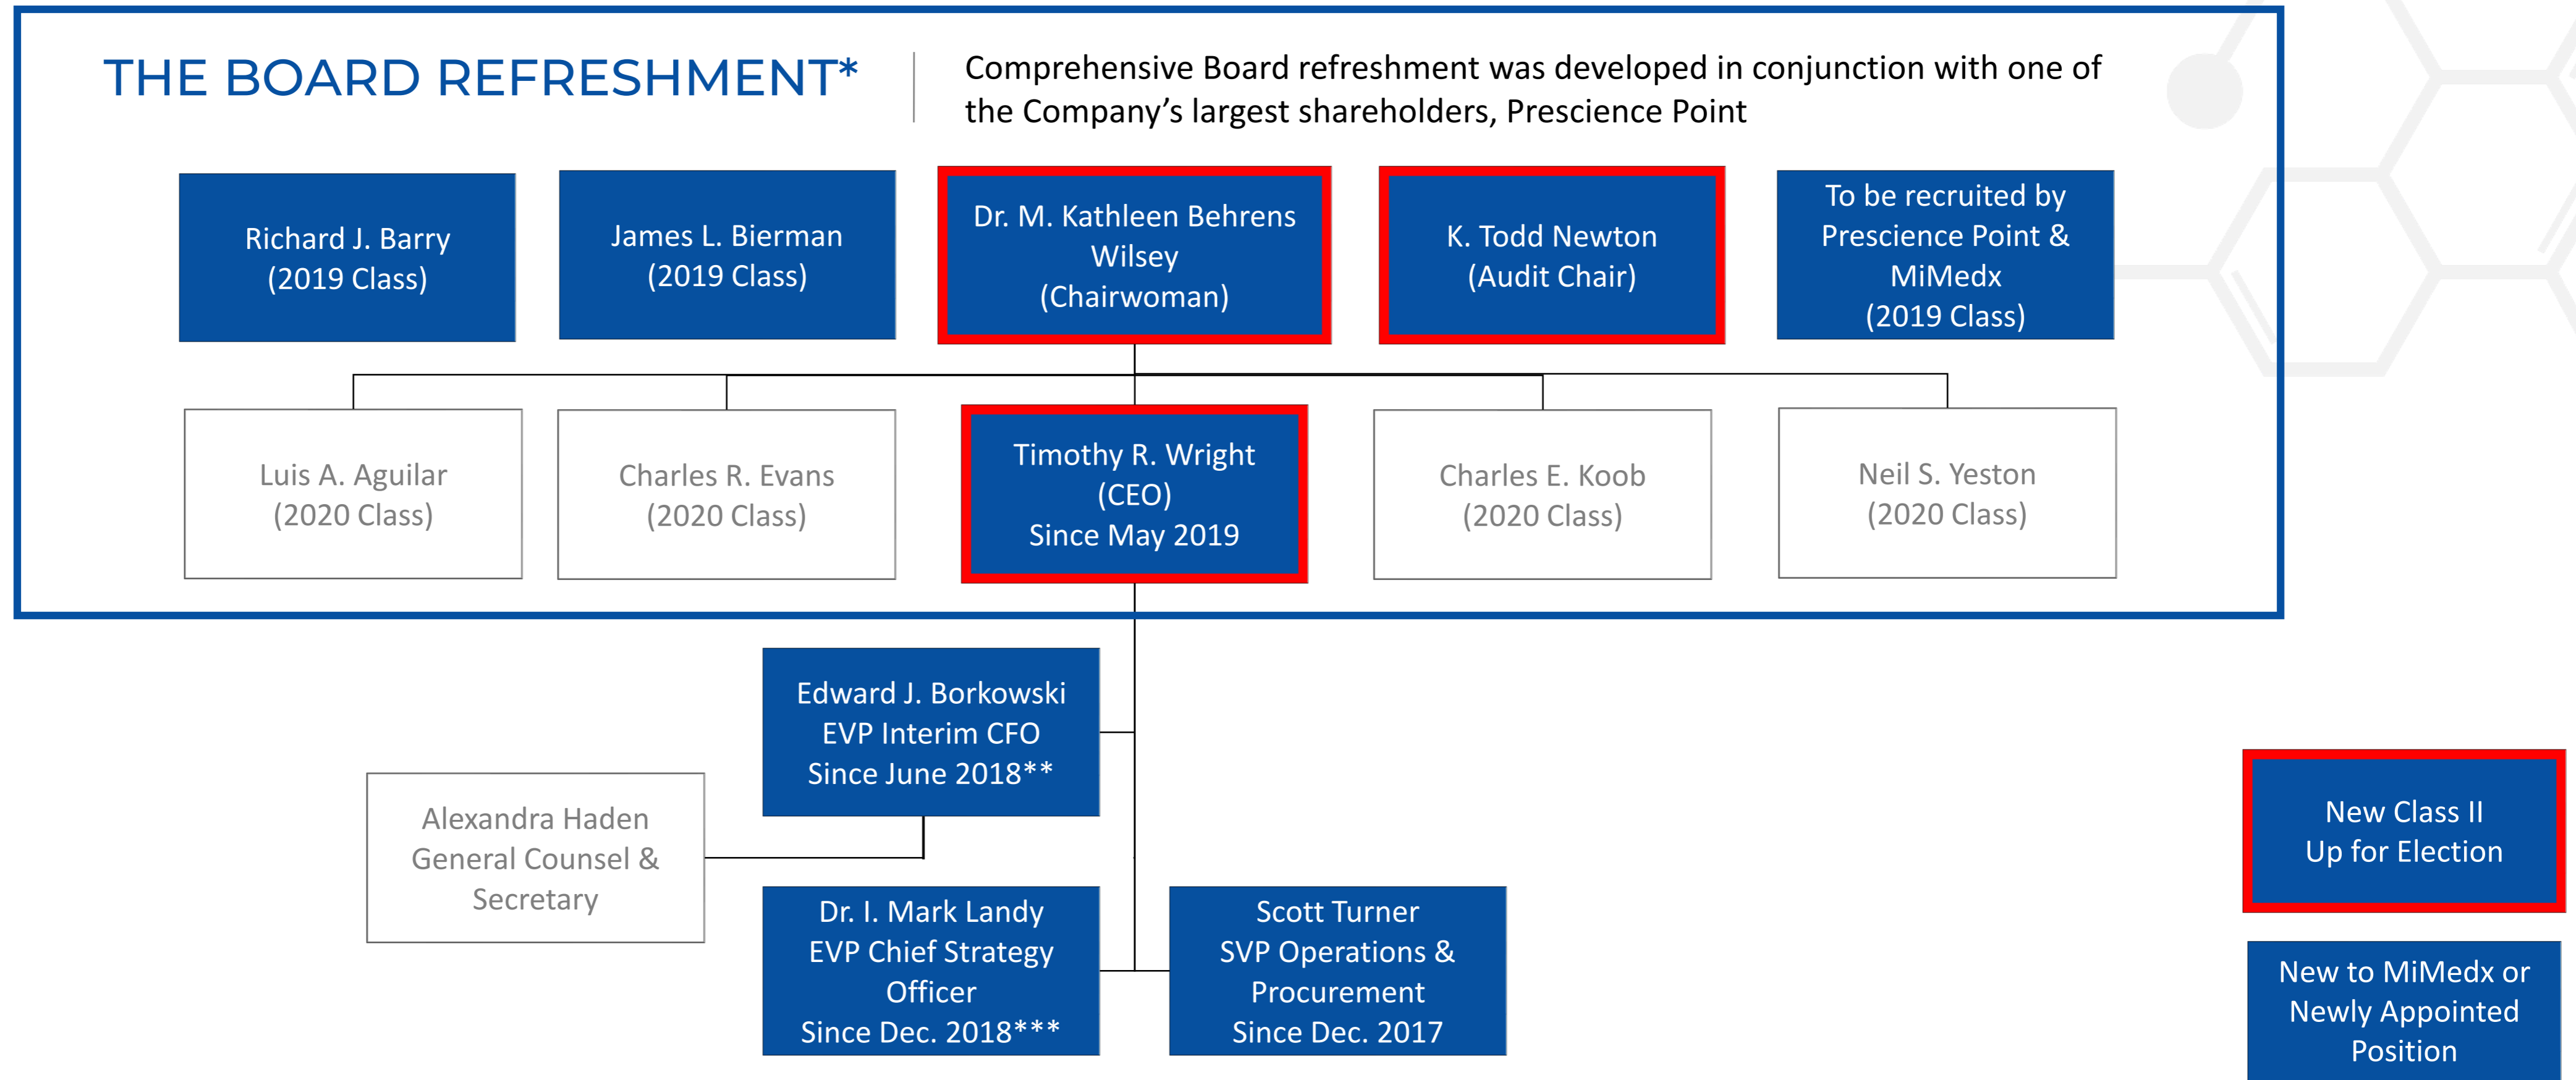 THE BOARD REFRESHMENT*
Comprehensive Board refreshment was developed in conjunction with one of
the Company’s largest shareholders, Prescience Point
Richard J. Barry
(2019 Class)
James L. Bierman
(2019 Class)
Dr. M. Kathleen Behrens
Wilsey
(Chairwoman)
K. Todd Newton
(Audit Chair)
To be recruited by
Prescience Point &
MiMedx
(2019 Class)
Luis A. Aguilar
(2020 Class)
Charles R. Evans
(2020 Class)
Timothy R. Wright
(CEO)
Since May 2019
Charles E. Koob
(2020 Class)
Neil S. Yeston
(2020 Class)
Edward J. Borkowski
EVP Interim CFO
Since June 2018**
Alexandra Haden
General Counsel &
Secretary
Dr. I. Mark Landy
EVP Chief Strategy
Officer
Since Dec. 2018***
Scott Turner
SVP Operations &
Procurement
Since Dec. 2017
New Class II
Up for Election
New to MiMedx or
Newly Appointed
Position